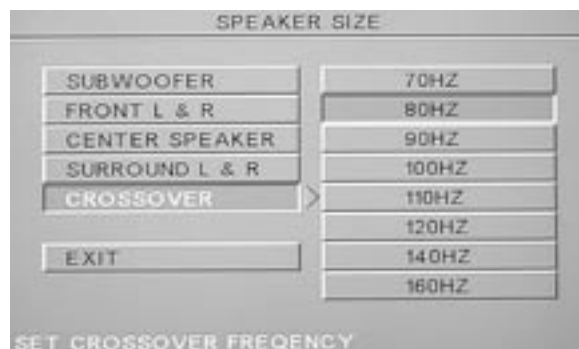 SPEAKER SIZE
SUBWOOFER
FRONT L & R
CENTER SPEAKER
SURROUND L & R
CROSSOVER >
EXIT
70HZ
80HZ
90HZ
100HZ
110HZ
120HZ
140HZ
160HZ
SET CROSSOVER FREQENCY